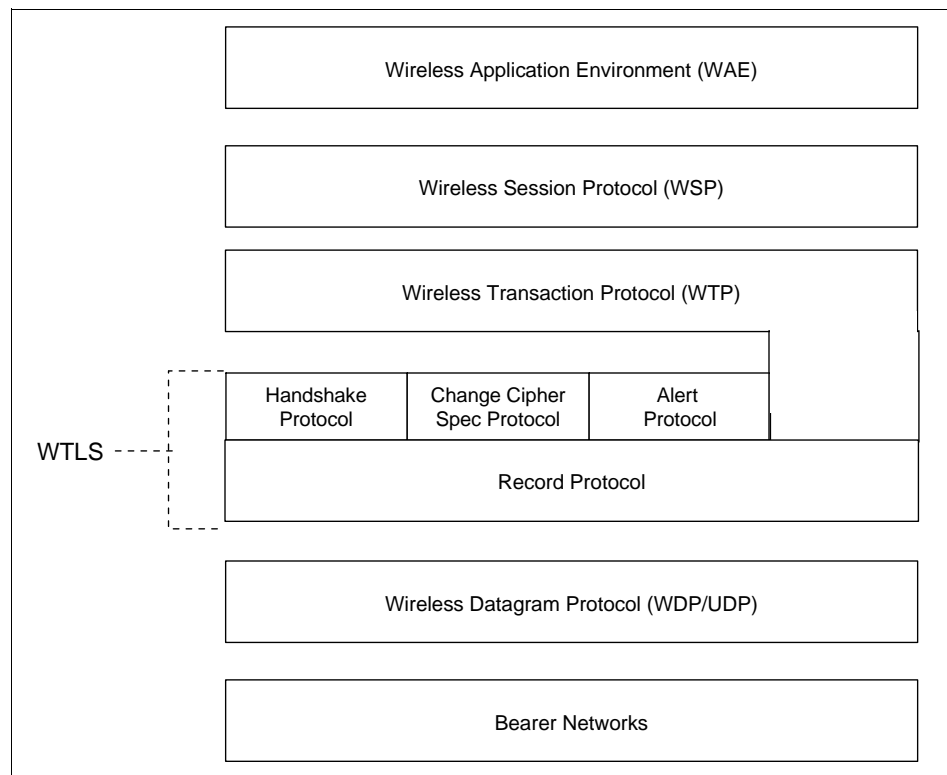 Wireless Application Environment (WAE)
Wireless Session Protocol (WSP)
Wireless Transaction Protocol (WTP)
Handshake
Protocol
Change Cipher
Spec Protocol
Alert
Protocol
WTLS
Record Protocol
Wireless Datagram Protocol (WDP/UDP)
Bearer Networks